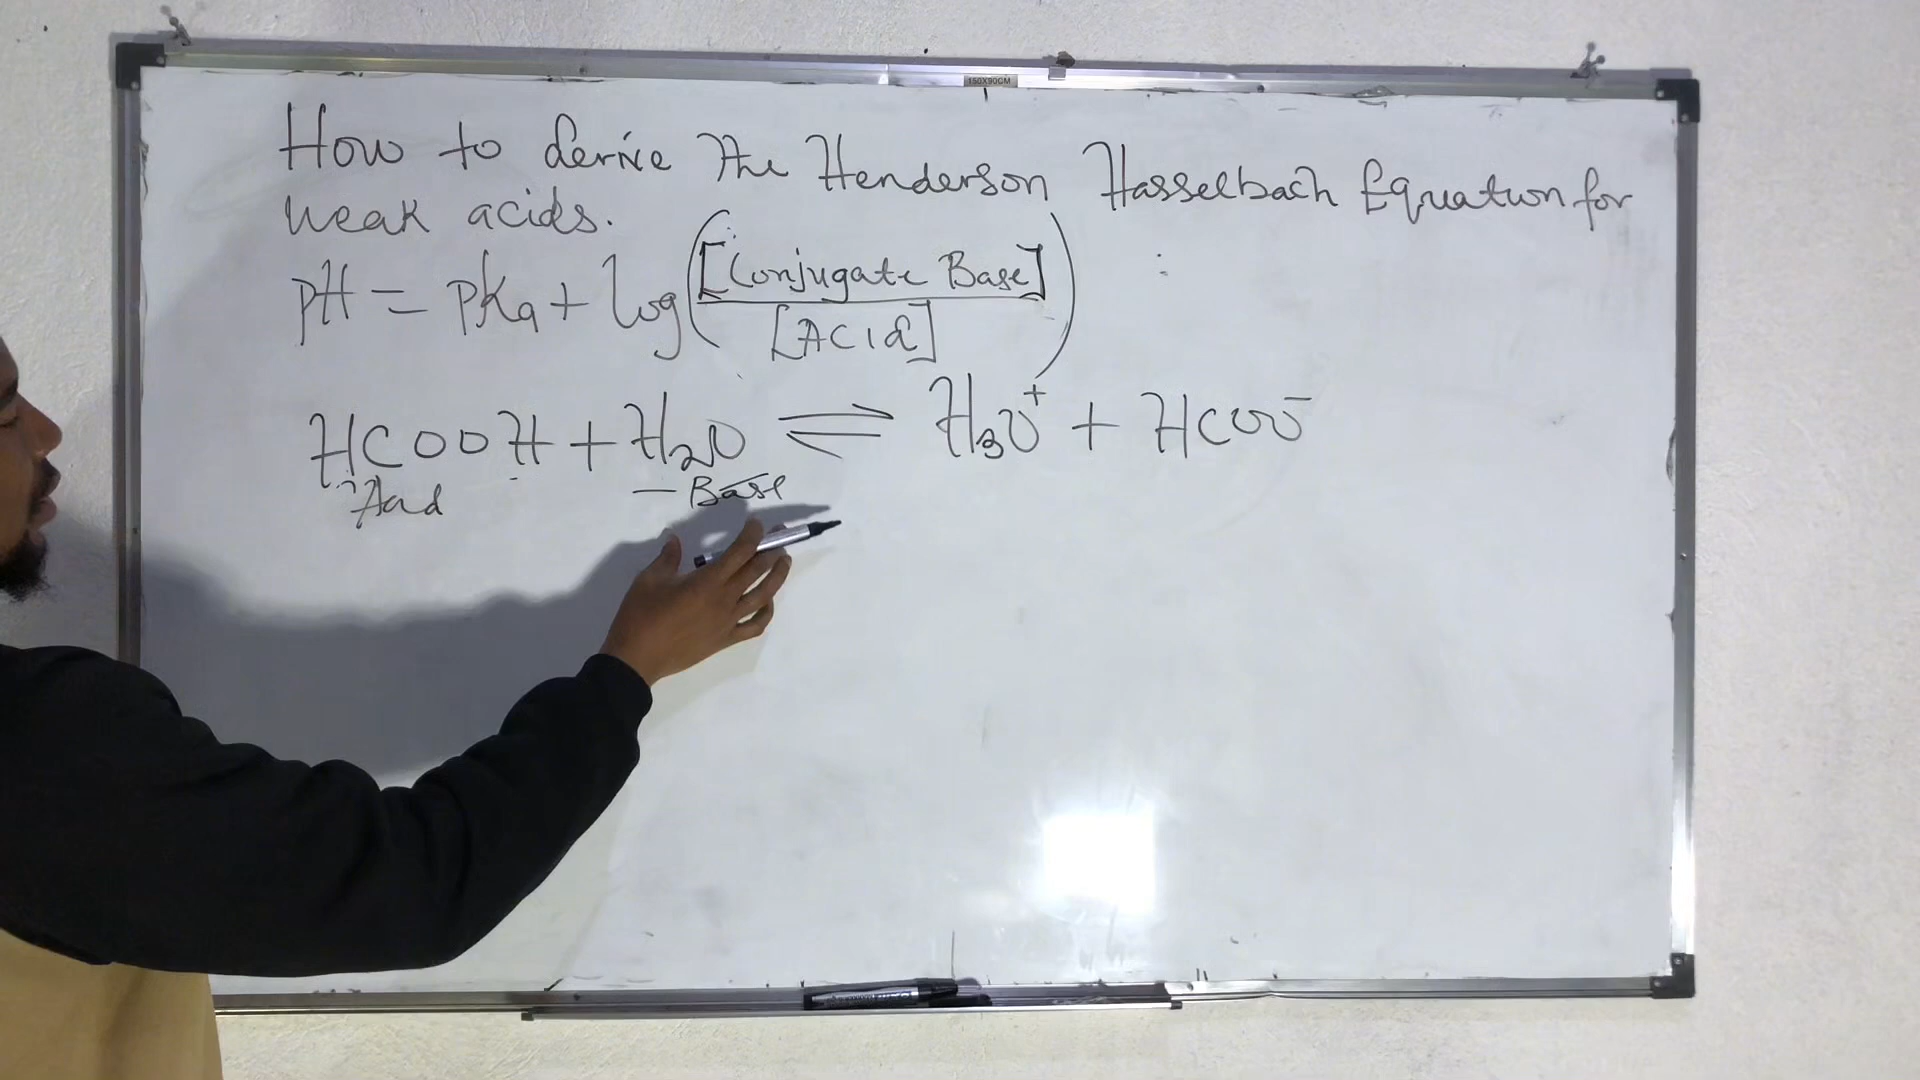 150X90CM
How to derive the Henderson Hasselbach Equation for
weak acids.
pH = pKa + log([Conjugate Base]/[Acid])
HCOOH + H₂O ⇌ H₃O⁺ + HCOO⁻
Acid – Base